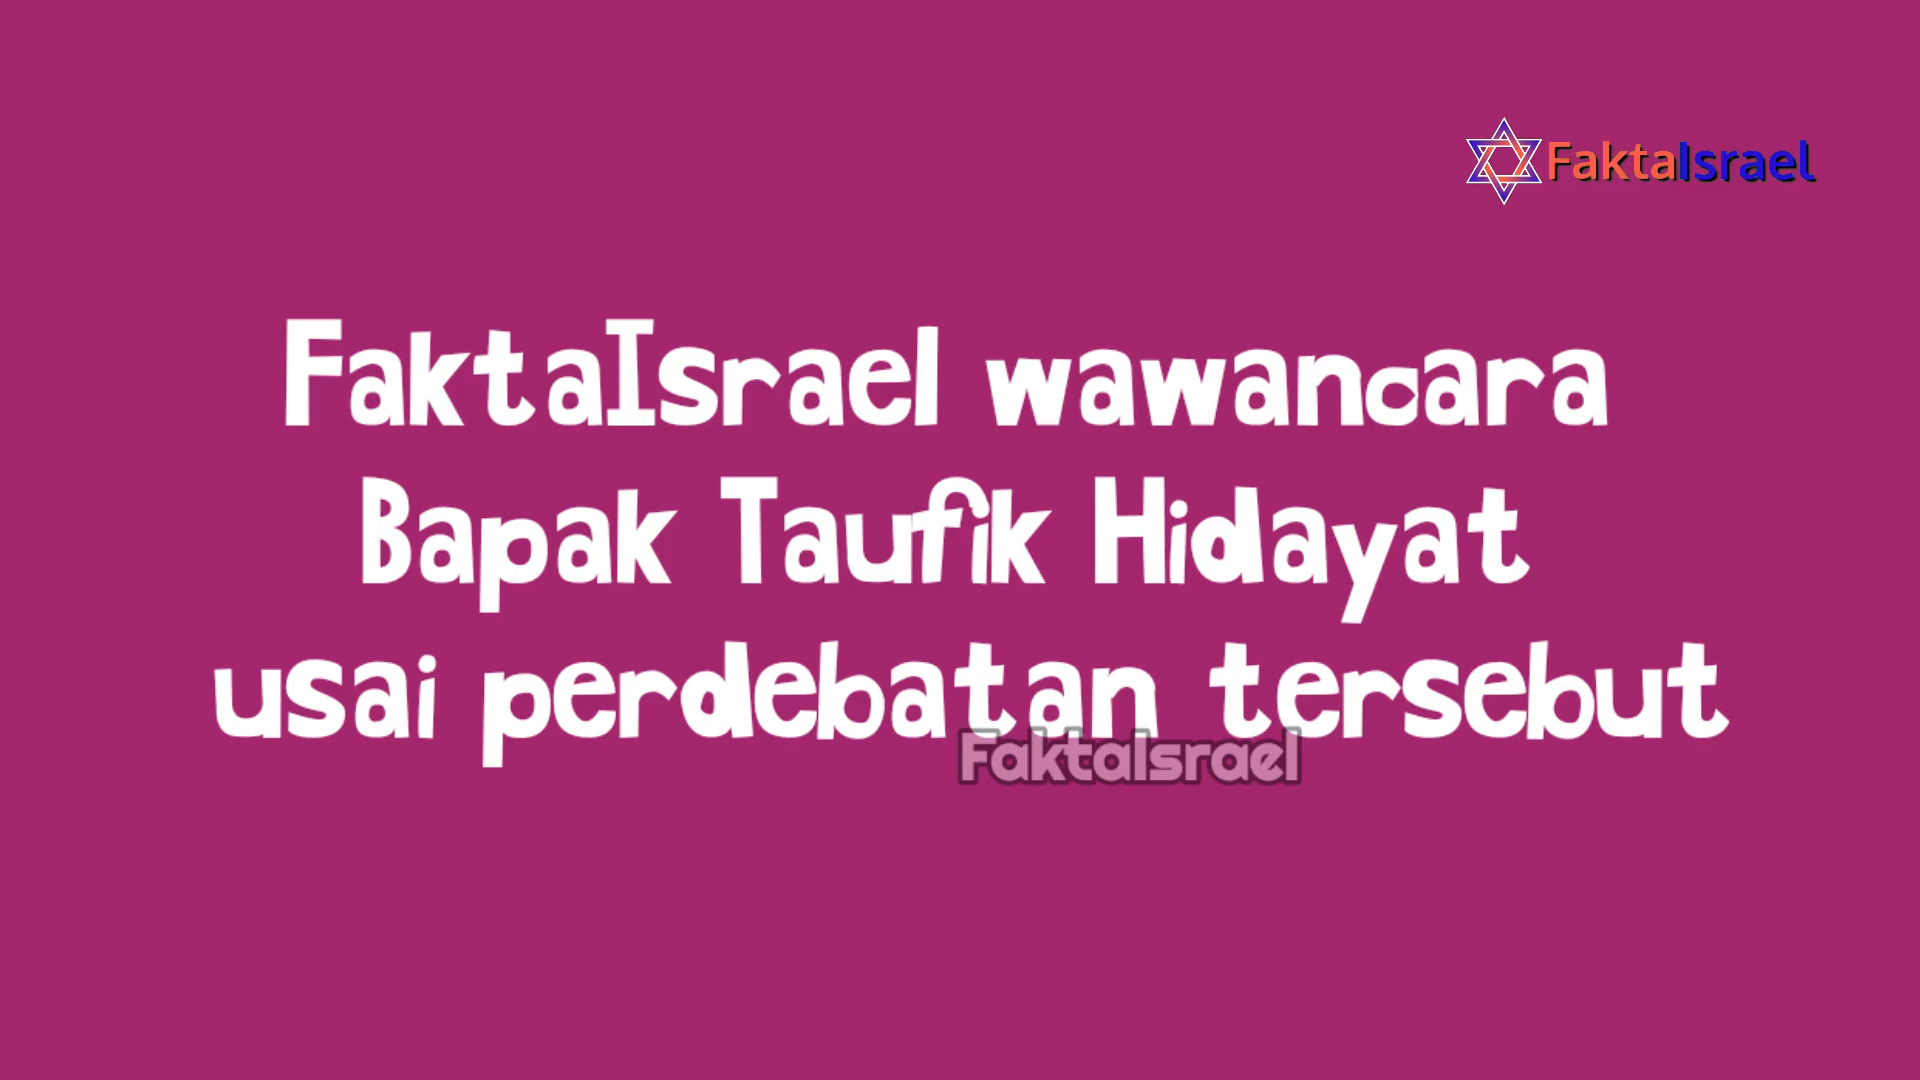 FaktaIsrael
FaktaIsrael wawancara
Bapak Taufik Hidayat
usai perdebatan tersebut
FaktaIsrael